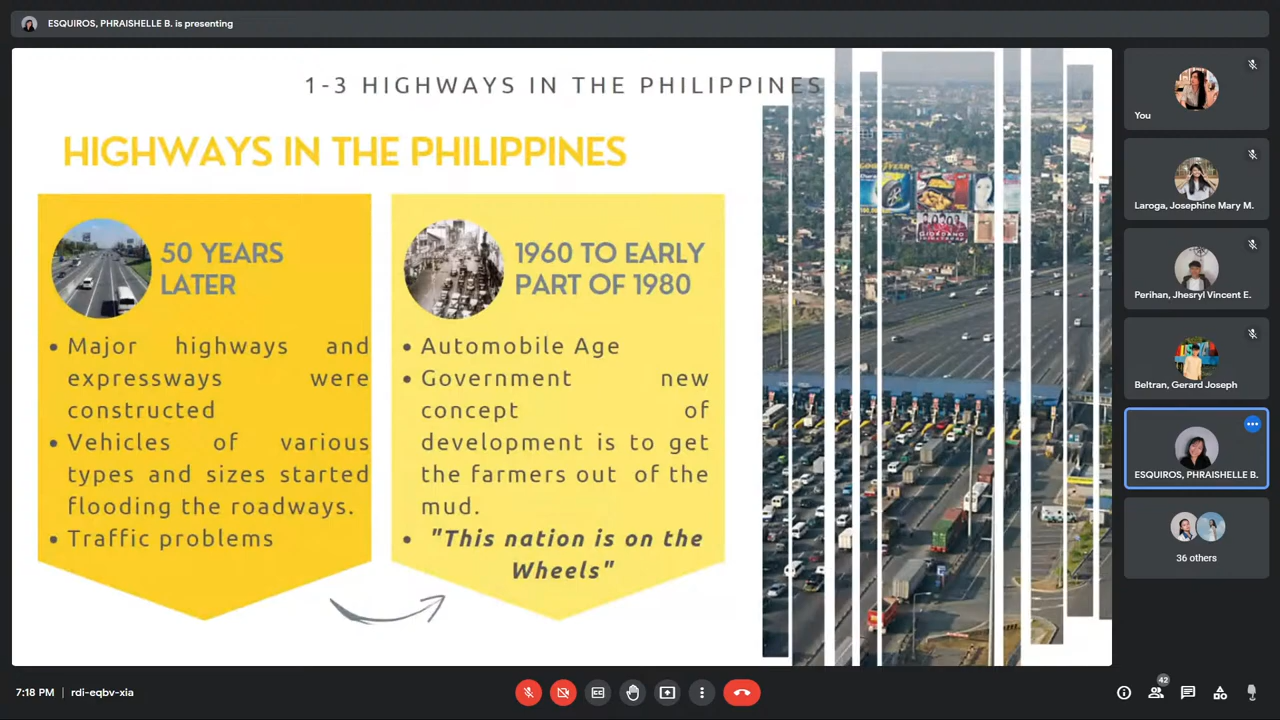 ESQUIROS, PHRAISHELLE B. is presenting
1-3 HIGHWAYS IN THE PHILIPPINES
HIGHWAYS IN THE PHILIPPINES
50 YEARS
LATER
• Major highways and
expressways were
constructed
• Vehicles of various
types and sizes started
flooding the roadways.
• Traffic problems
1960 TO EARLY
PART OF 1980
• Automobile Age
• Government new
concept of
development is to get
the farmers out of the
mud.
• "This nation is on the
Wheels"
GOODYEAR
GIORDANO
You
Laroga, Josephine Mary M.
Perihan, Jhesryl Vincent E.
Beltran, Gerard Joseph
ESQUIROS, PHRAISHELLE B.
36 others
7:18 PM | rdi-eqbv-xia
42